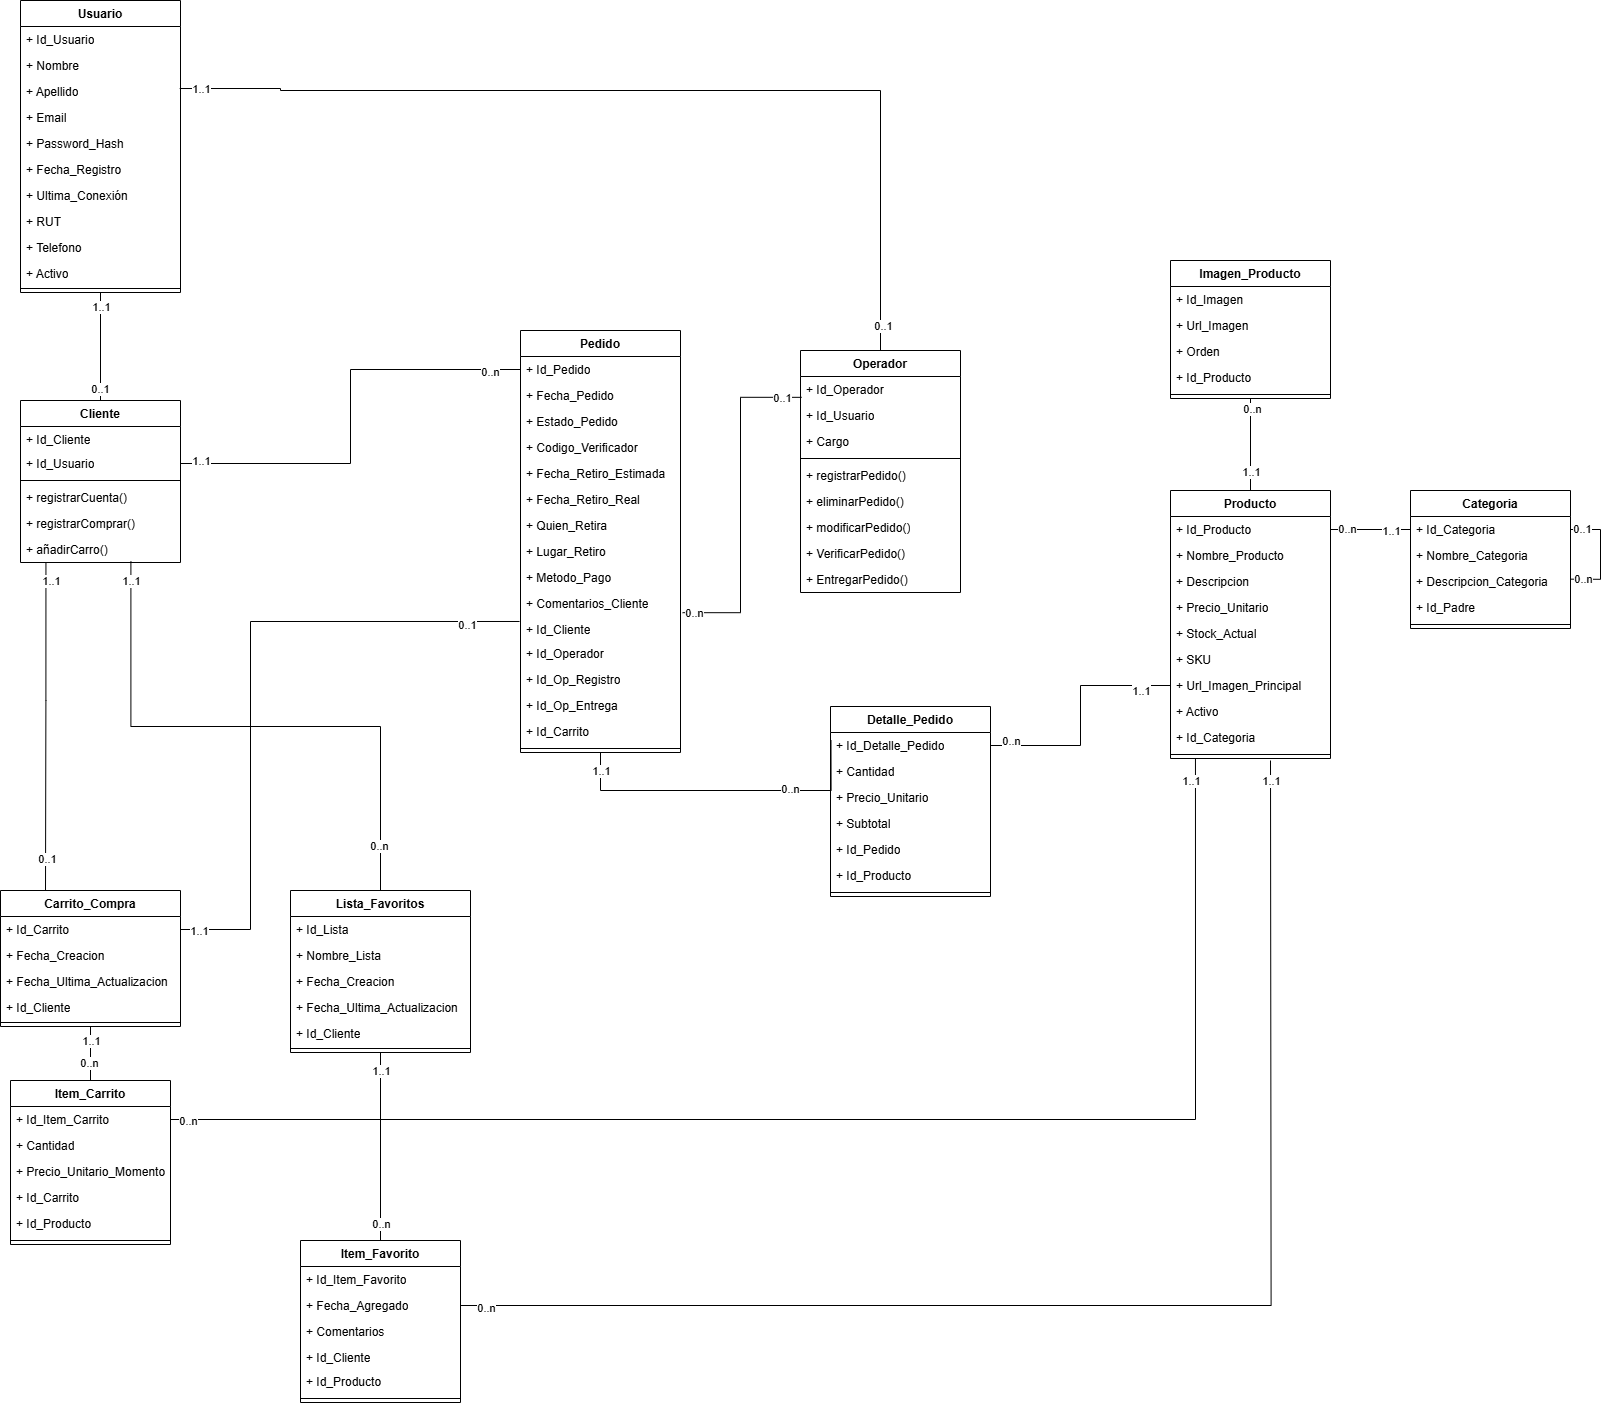 Usuario
+ Id_Usuario
+ Nombre
+ Apellido
+ Email
+ Password_Hash
+ Fecha_Registro
+ Ultima_Conexión
+ RUT
+ Telefono
+ Activo
1..1
1..1
0..1
0..1
Cliente
+ Id_Cliente
+ Id_Usuario
+ registrarCuenta()
+ registrarComprar()
+ añadirCarro()
1..1
1..1
1..1
0..n
Pedido
+ Id_Pedido
+ Fecha_Pedido
+ Estado_Pedido
+ Codigo_Verificador
+ Fecha_Retiro_Estimada
+ Fecha_Retiro_Real
+ Quien_Retira
+ Lugar_Retiro
+ Metodo_Pago
+ Comentarios_Cliente
+ Id_Cliente
+ Id_Operador
+ Id_Op_Registro
+ Id_Op_Entrega
+ Id_Carrito
0..1
0..n
1..1
0..1
Operador
+ Id_Operador
+ Id_Usuario
+ Cargo
+ registrarPedido()
+ eliminarPedido()
+ modificarPedido()
+ VerificarPedido()
+ EntregarPedido()
Imagen_Producto
+ Id_Imagen
+ Url_Imagen
+ Orden
+ Id_Producto
0..n
1..1
Producto
+ Id_Producto
+ Nombre_Producto
+ Descripcion
+ Precio_Unitario
+ Stock_Actual
+ SKU
+ Url_Imagen_Principal
+ Activo
+ Id_Categoria
0..n
1..1
1..1
1..1
1..1
Categoria
+ Id_Categoria
+ Nombre_Categoria
+ Descripcion_Categoria
+ Id_Padre
0..1
0..n
Detalle_Pedido
+ Id_Detalle_Pedido
+ Cantidad
+ Precio_Unitario
+ Subtotal
+ Id_Pedido
+ Id_Producto
0..n
0..n
0..1
Carrito_Compra
+ Id_Carrito
+ Fecha_Creacion
+ Fecha_Ultima_Actualizacion
+ Id_Cliente
1..1
1..1
0..n
0..n
Lista_Favoritos
+ Id_Lista
+ Nombre_Lista
+ Fecha_Creacion
+ Fecha_Ultima_Actualizacion
+ Id_Cliente
1..1
Item_Carrito
+ Id_Item_Carrito
+ Cantidad
+ Precio_Unitario_Momento
+ Id_Carrito
+ Id_Producto
0..n
0..n
Item_Favorito
+ Id_Item_Favorito
+ Fecha_Agregado
+ Comentarios
+ Id_Cliente
+ Id_Producto
0..n